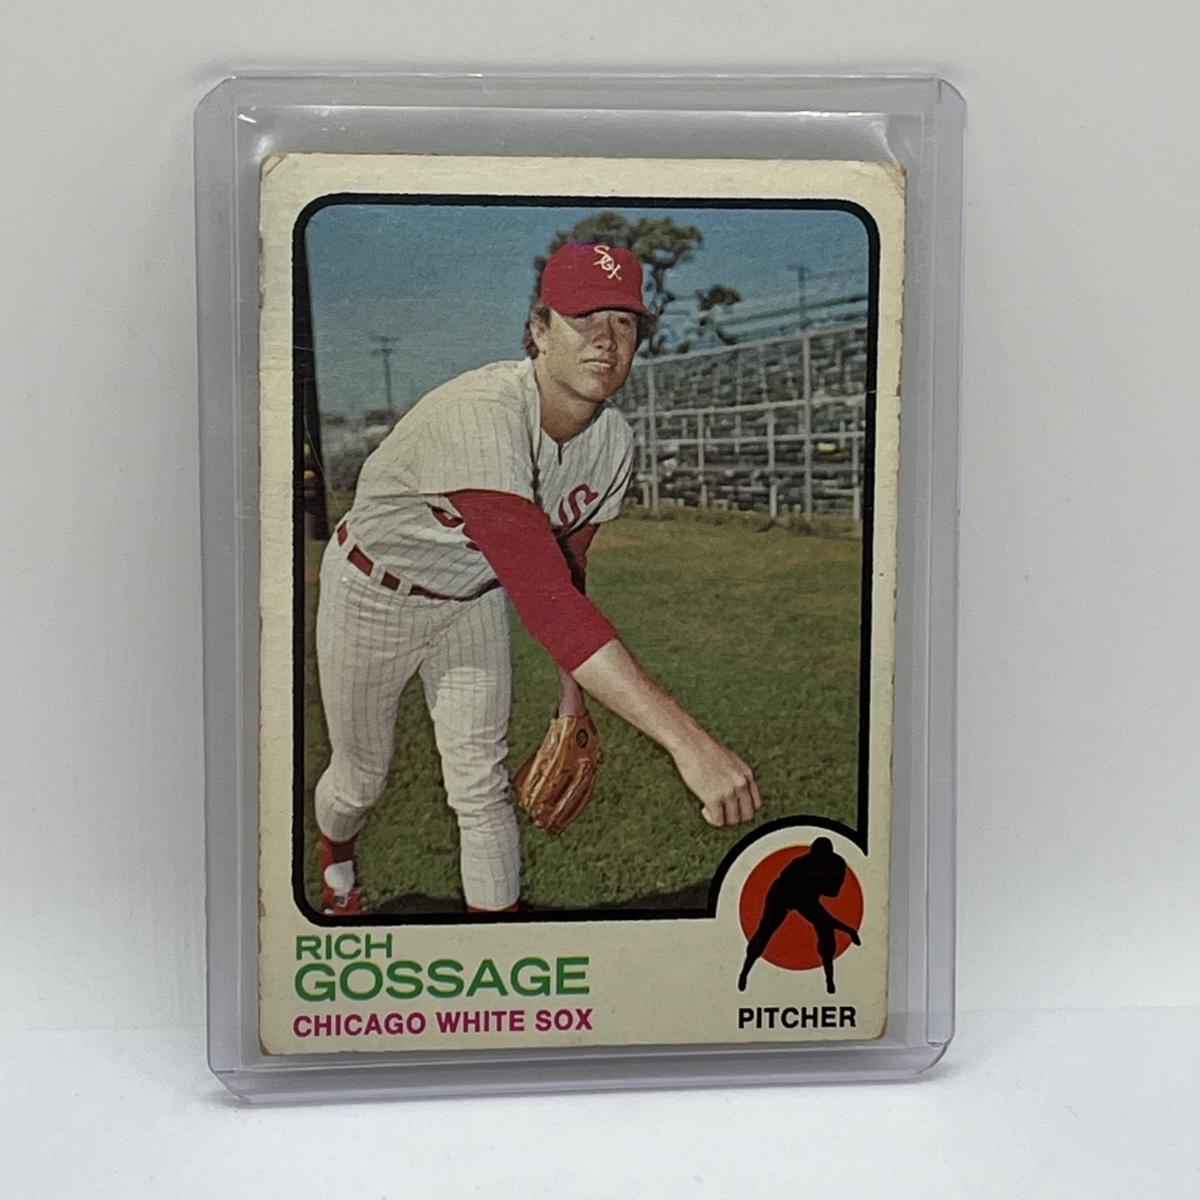 SOX
S
RICH
GOSSAGE
CHICAGO WHITE SOX
PITCHER